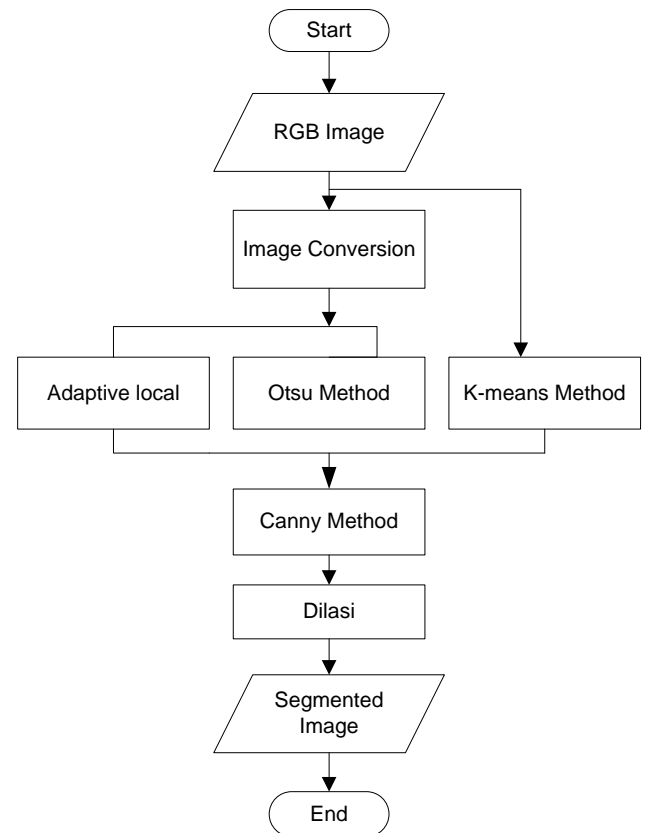 Start
RGB Image
Image Conversion
Adaptive local
Otsu Method
K-means Method
Canny Method
Dilasi
Segmented
Image
End